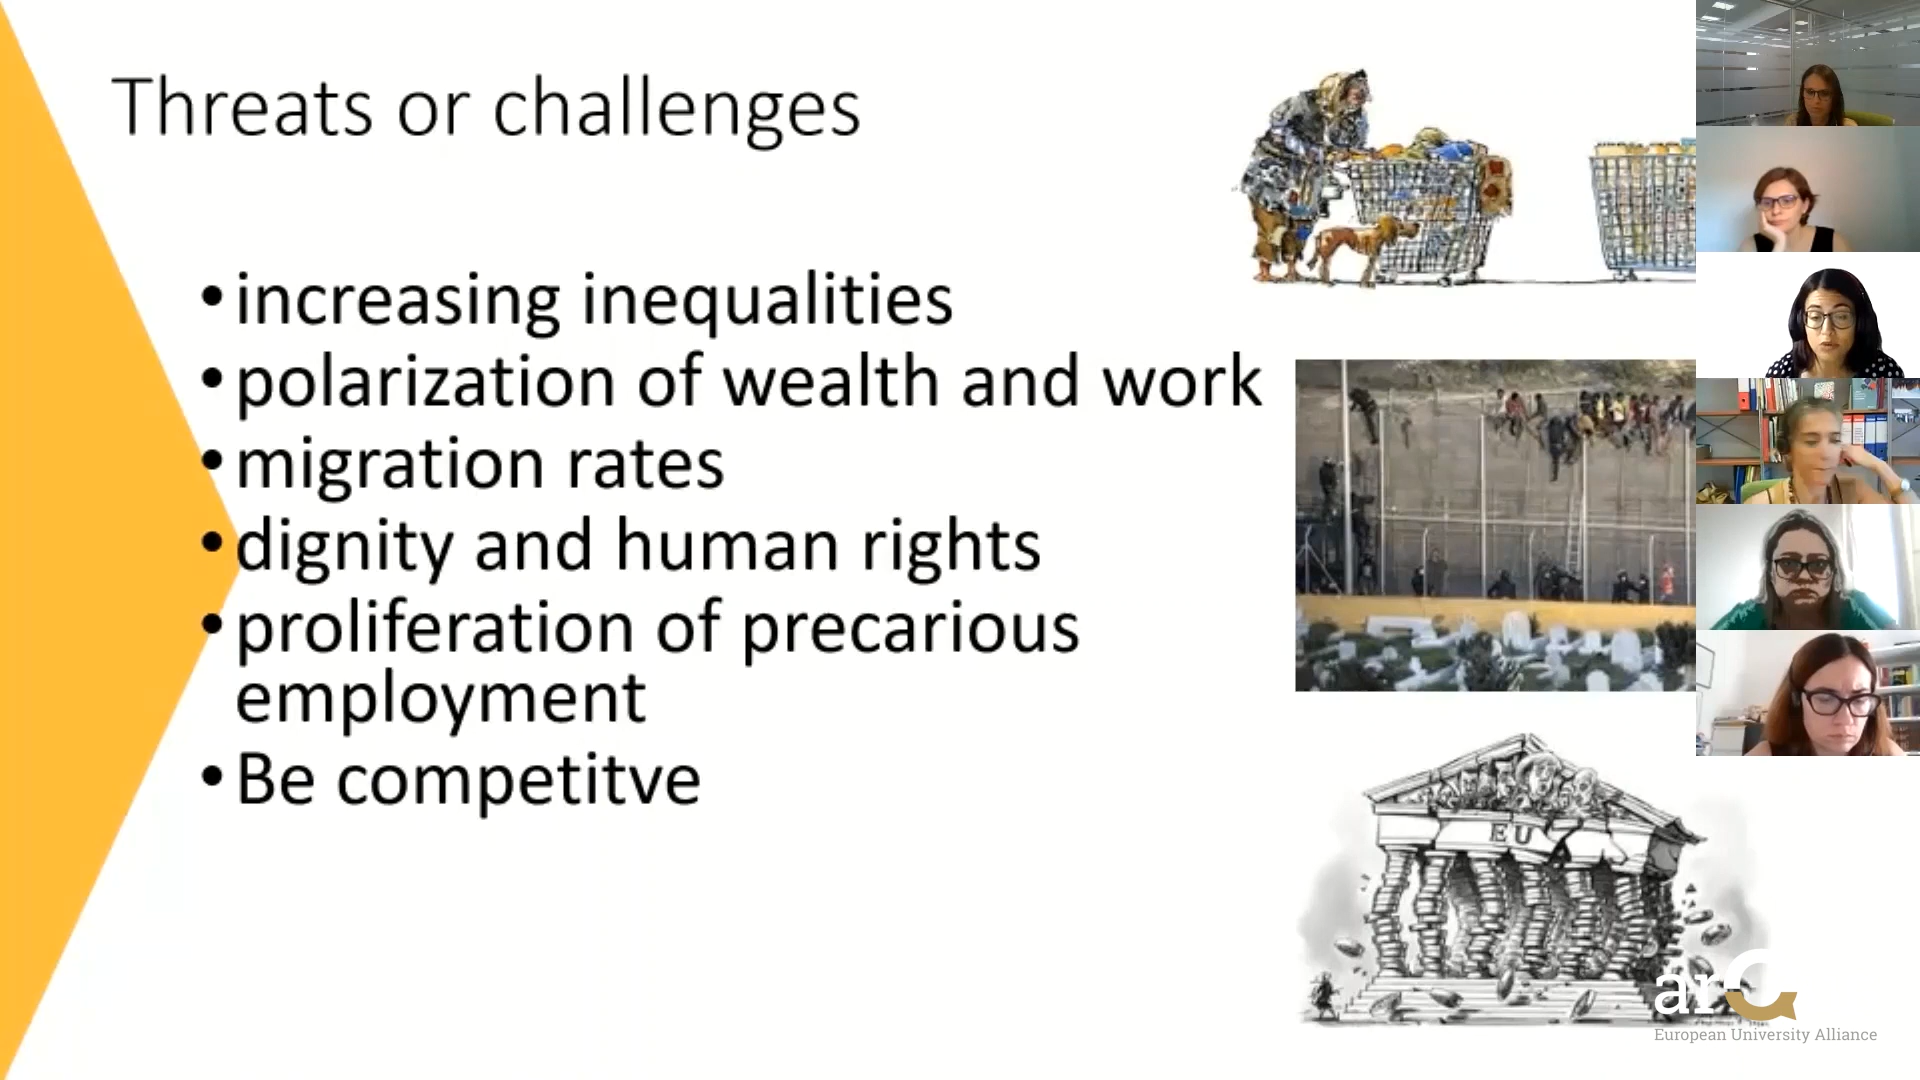 Threats or challenges
• increasing inequalities
• polarization of wealth and work
• migration rates
• dignity and human rights
• proliferation of precarious
employment
• Be competitve
EU
European University Alliance